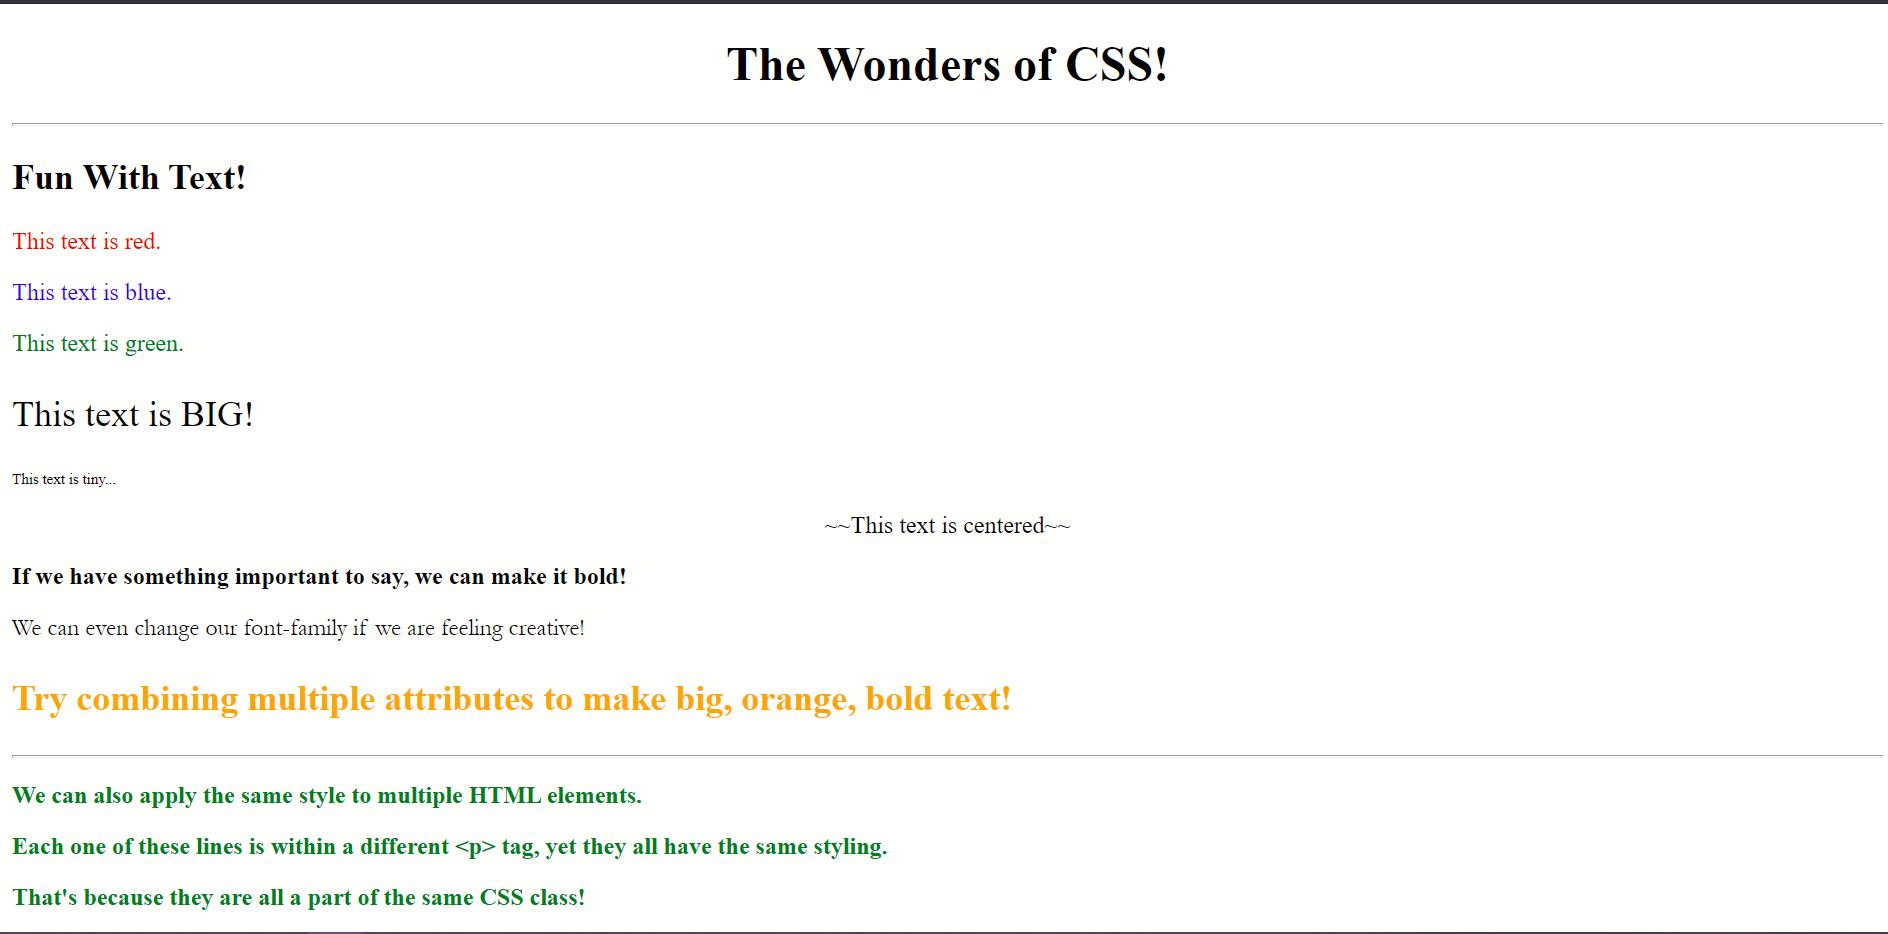 The Wonders of CSS!
Fun With Text!
This text is red.
This text is blue.
This text is green.
This text is BIG!
This text is tiny...
~~This text is centered~~
If we have something important to say, we can make it bold!
We can even change our font-family if we are feeling creative!
Try combining multiple attributes to make big, orange, bold text!
We can also apply the same style to multiple HTML elements.
Each one of these lines is within a different <p> tag, yet they all have the same styling.
That's because they are all a part of the same CSS class!